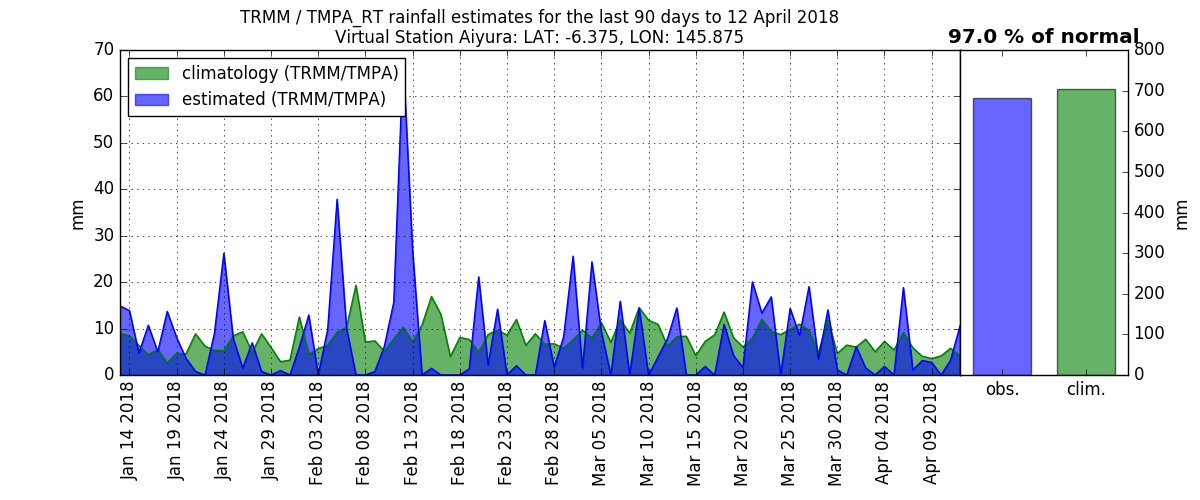 TRMM / TMPA_RT rainfall estimates for the last 90 days to 12 April 2018
Virtual Station Aiyura: LAT: -6.375, LON: 145.875
97.0 % of normal
climatology (TRMM/TMPA)
estimated (TRMM/TMPA)
70
60
50
40
30
20
10
0
mm
800
700
600
500
400
300
200
100
0
mm
Jan 14 2018
Jan 19 2018
Jan 24 2018
Jan 29 2018
Feb 03 2018
Feb 08 2018
Feb 13 2018
Feb 18 2018
Feb 23 2018
Feb 28 2018
Mar 05 2018
Mar 10 2018
Mar 15 2018
Mar 20 2018
Mar 25 2018
Mar 30 2018
Apr 04 2018
Apr 09 2018
obs.
clim.